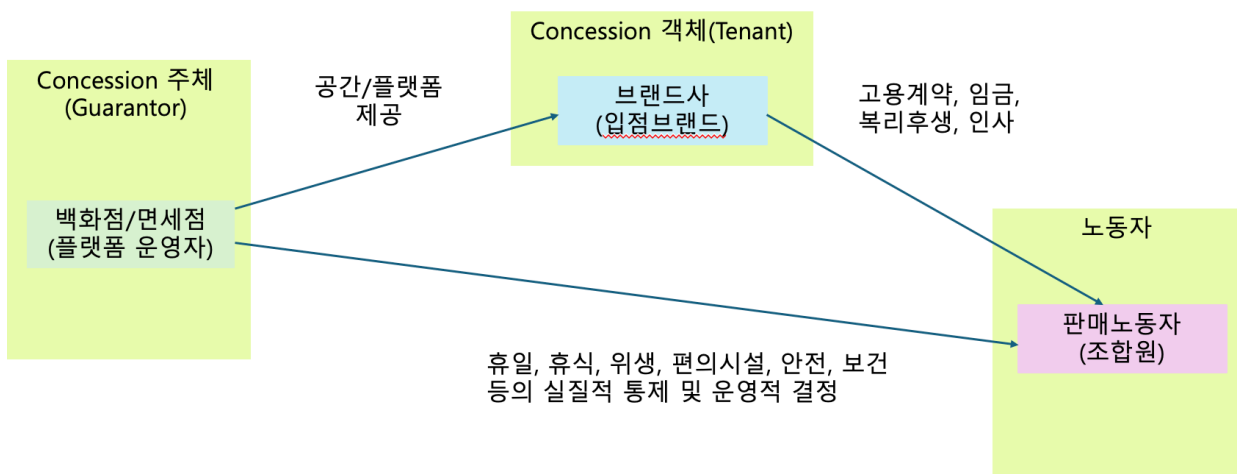 Concession 주체
(Guarantor)
백화점/면세점
(플랫폼 운영자)
공간/플랫폼
제공
Concession 객체(Tenant)
브랜드사
(입점브랜드)
고용계약, 임금,
복리후생, 인사
노동자
판매노동자
(조합원)
휴일, 휴식, 위생, 편의시설, 안전, 보건
등의 실질적 통제 및 운영적 결정